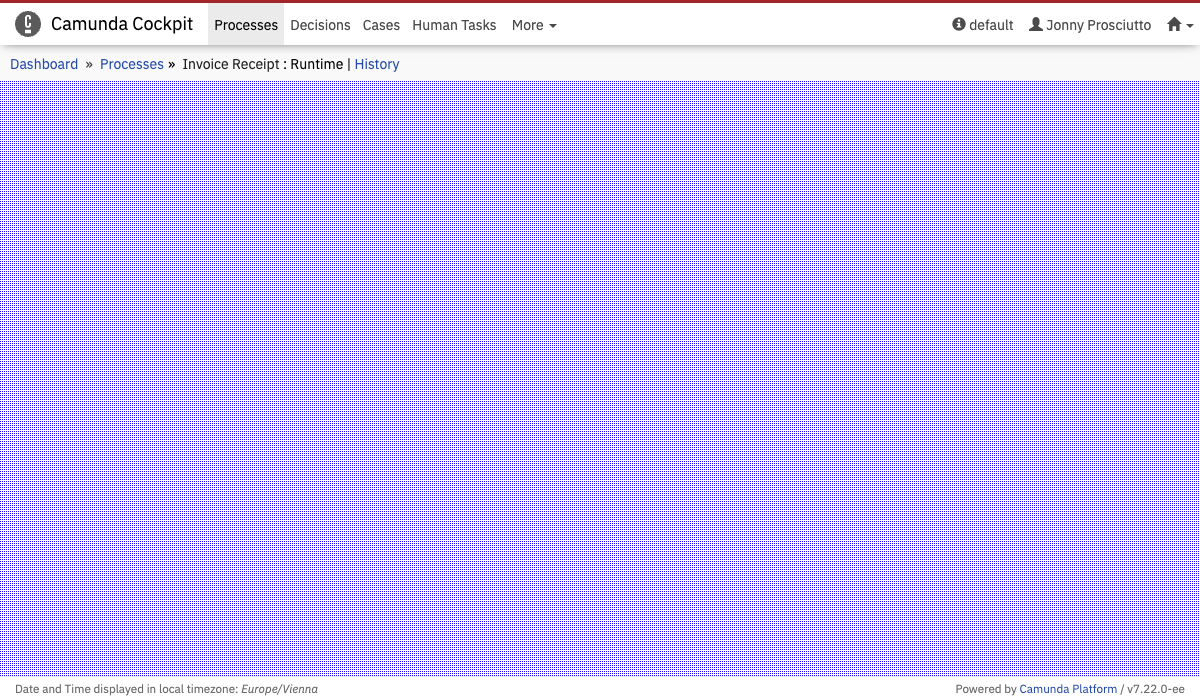 Camunda Cockpit Processes Decisions Cases Human Tasks More default Jonny Prosciutto
Dashboard » Processes » Invoice Receipt : Runtime | History
Date and Time displayed in local timezone: Europe/Vienna Powered by Camunda Platform / v7.22.0-ee